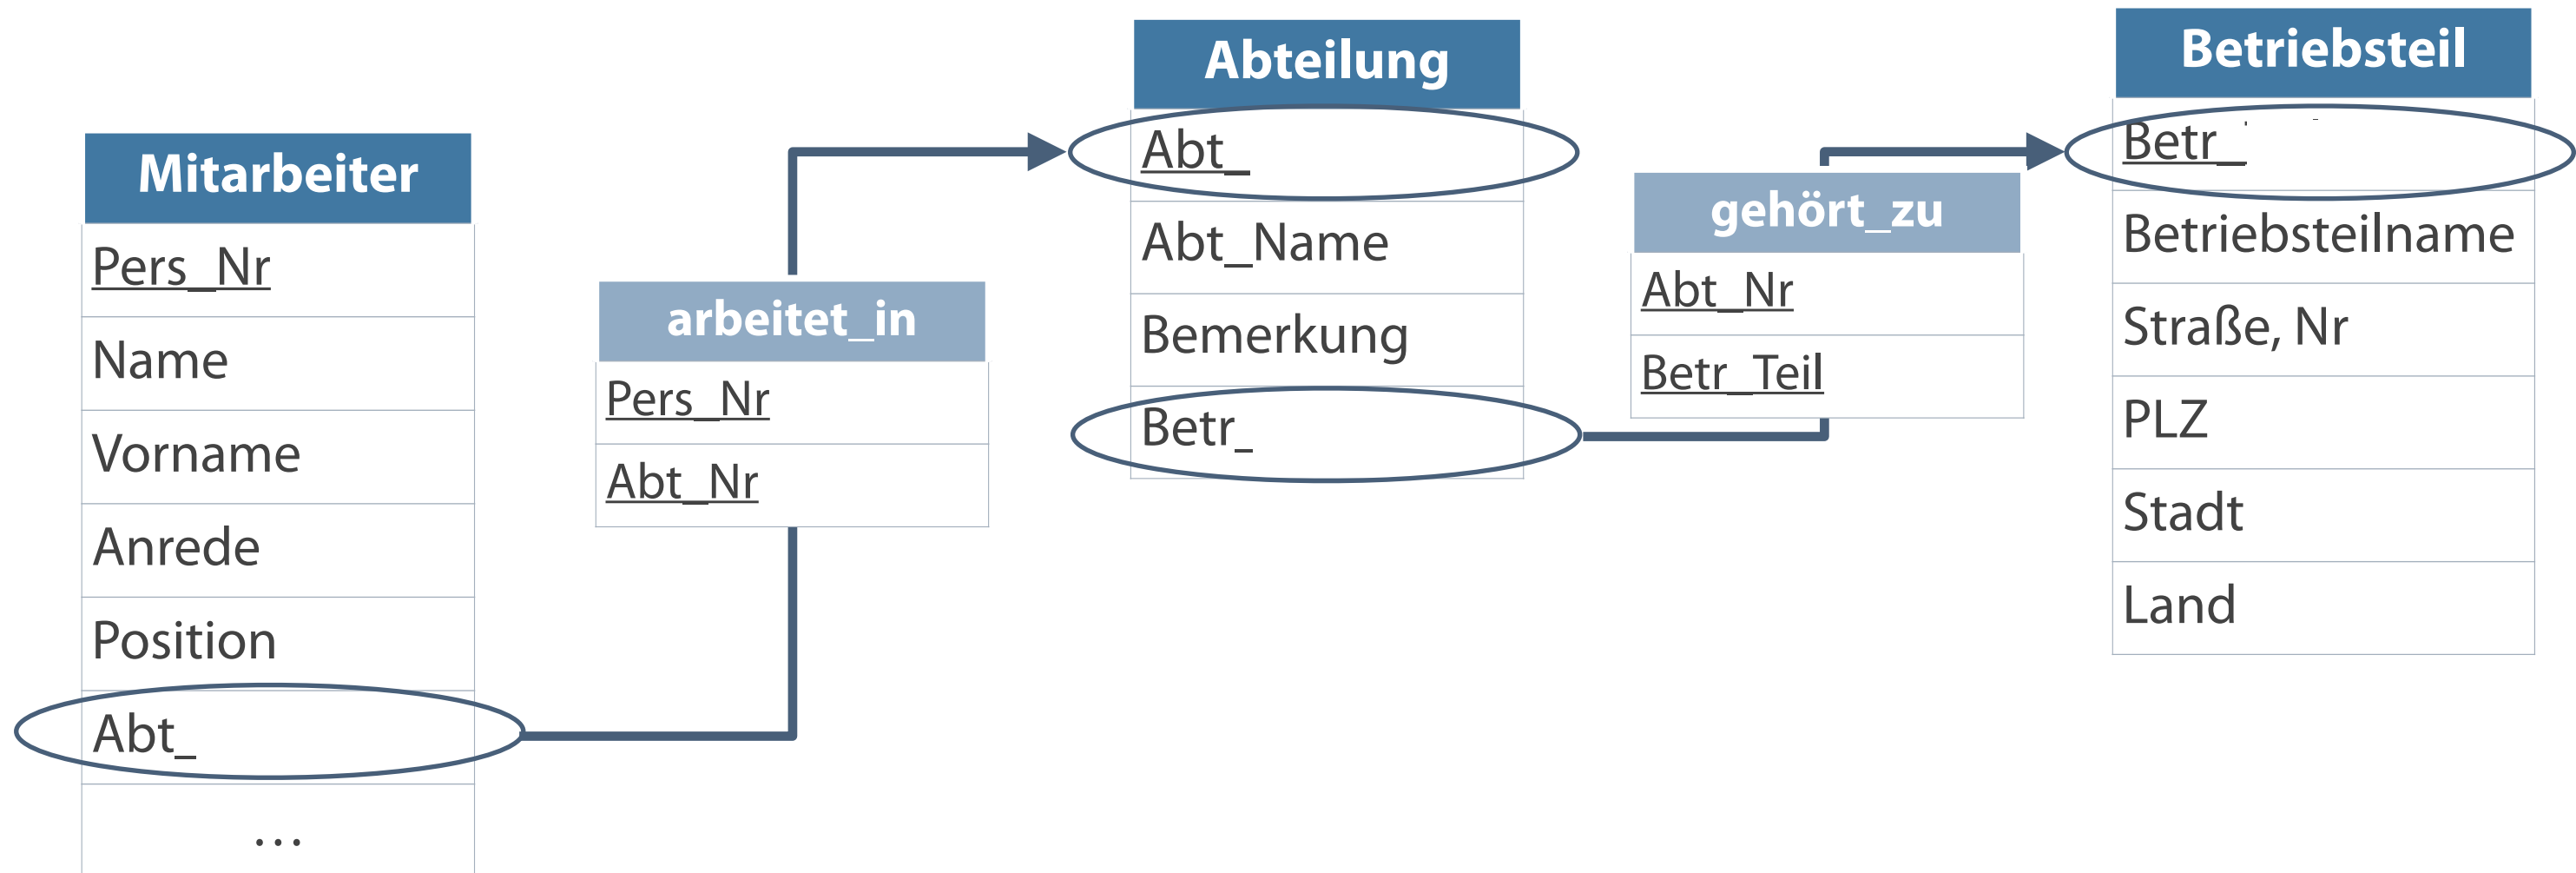 Mitarbeiter
Pers_Nr
Name
Vorname
Anrede
Position
Abt_
...
arbeitet_in
Pers_Nr
Abt_Nr
Abteilung
Abt_
Abt_Name
Bemerkung
Betr_
gehört_zu
Abt_Nr
Betr_Teil
Betriebsteil
Betr_
Betriebsteilname
Straße, Nr
PLZ
Stadt
Land